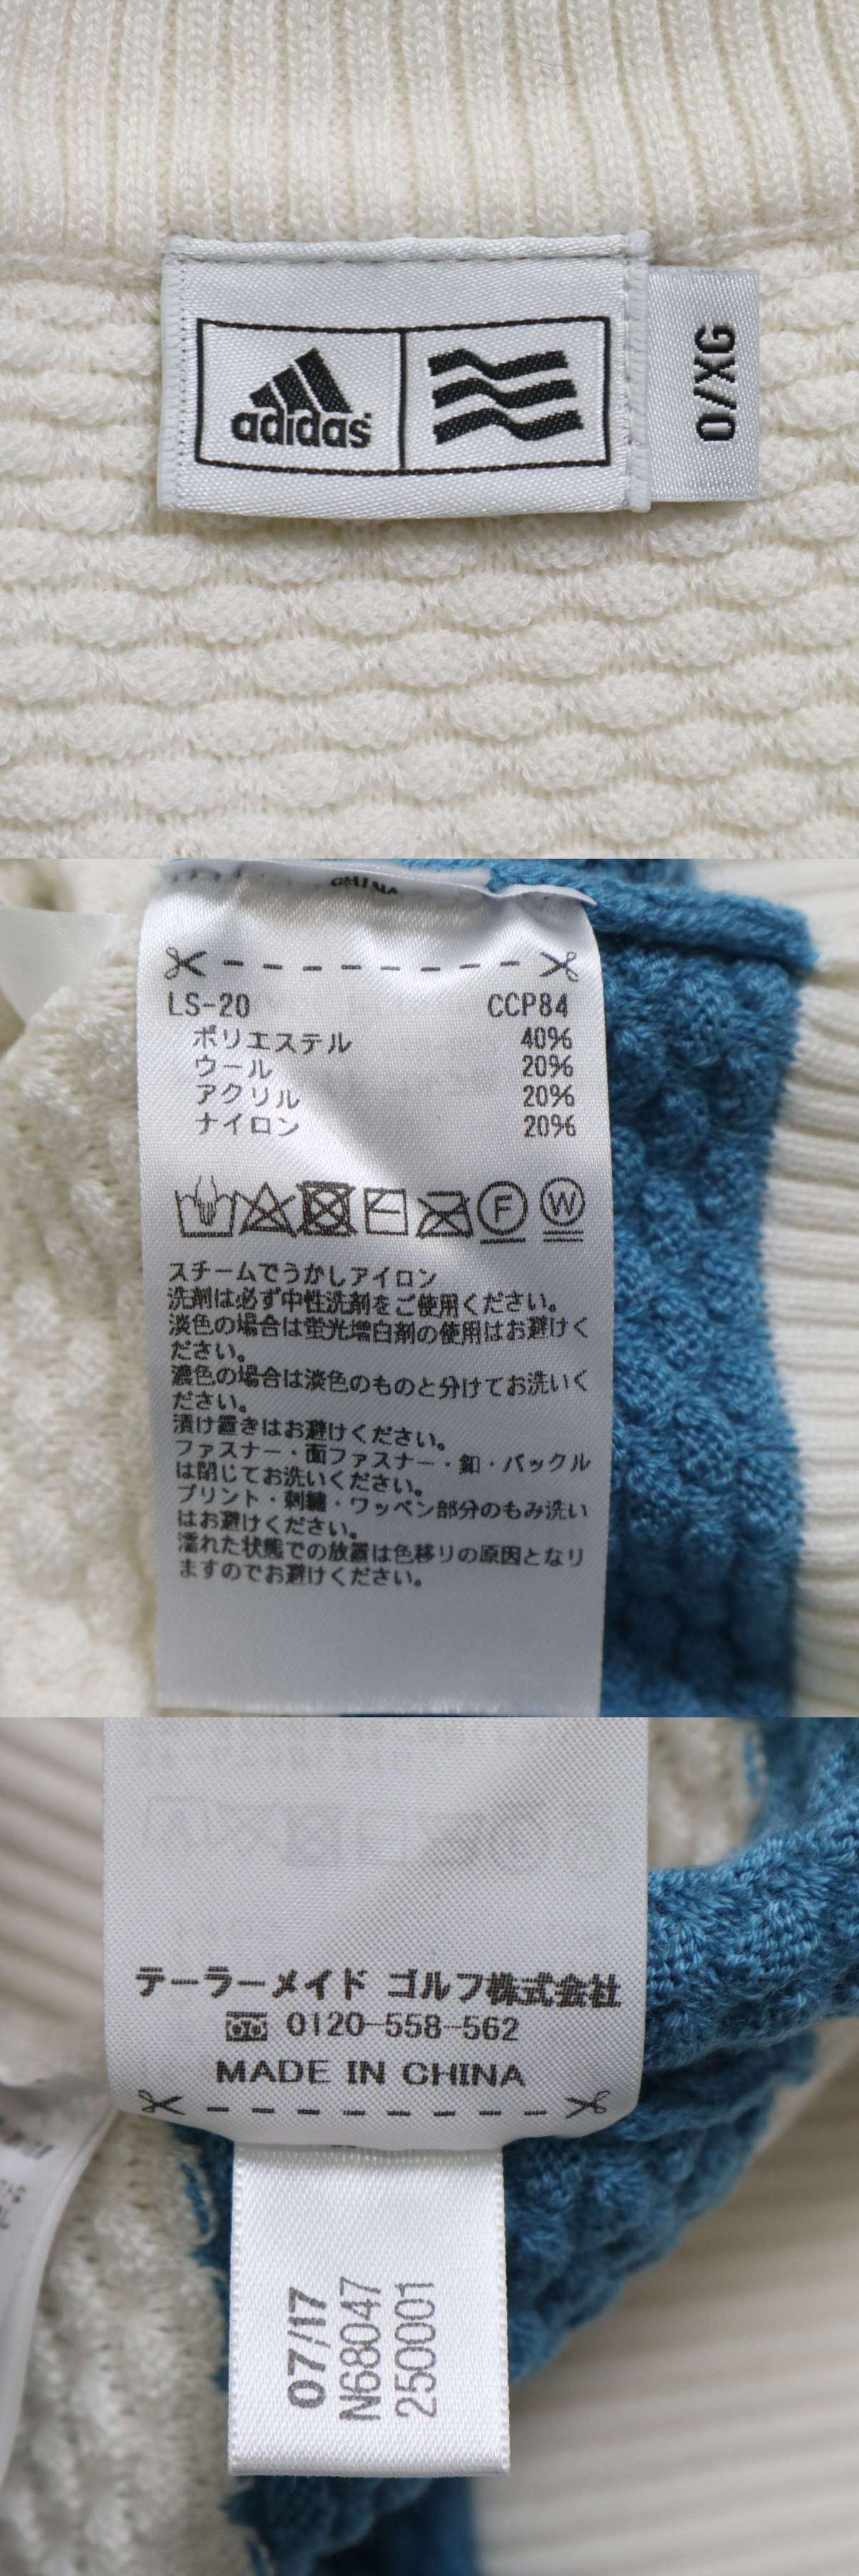 adidas
O/XG
CHINA
LS-20 CCP84
ポリエステル 40%
ウール 20%
アクリル 20%
ナイロン 20%
F W
スチームでうかしアイロン
洗剤は必ず中性洗剤をご使用ください。
淡色の場合は蛍光増白剤の使用はお避けく
ださい。
濃色の場合は淡色のものと分けてお洗いく
ださい。
漬け置きはお避けください。
ファスナー・面ファスナー・釦・バックル
は閉じてお洗いください。
プリント・刺繍・ワッペン部分のもみ洗い
はお避けください。
濡れた状態での放置は色移りの原因となり
ますのでお避けください。
テーラーメイド ゴルフ株式会社
0120-558-562
MADE IN CHINA
07/17
N68047
250001